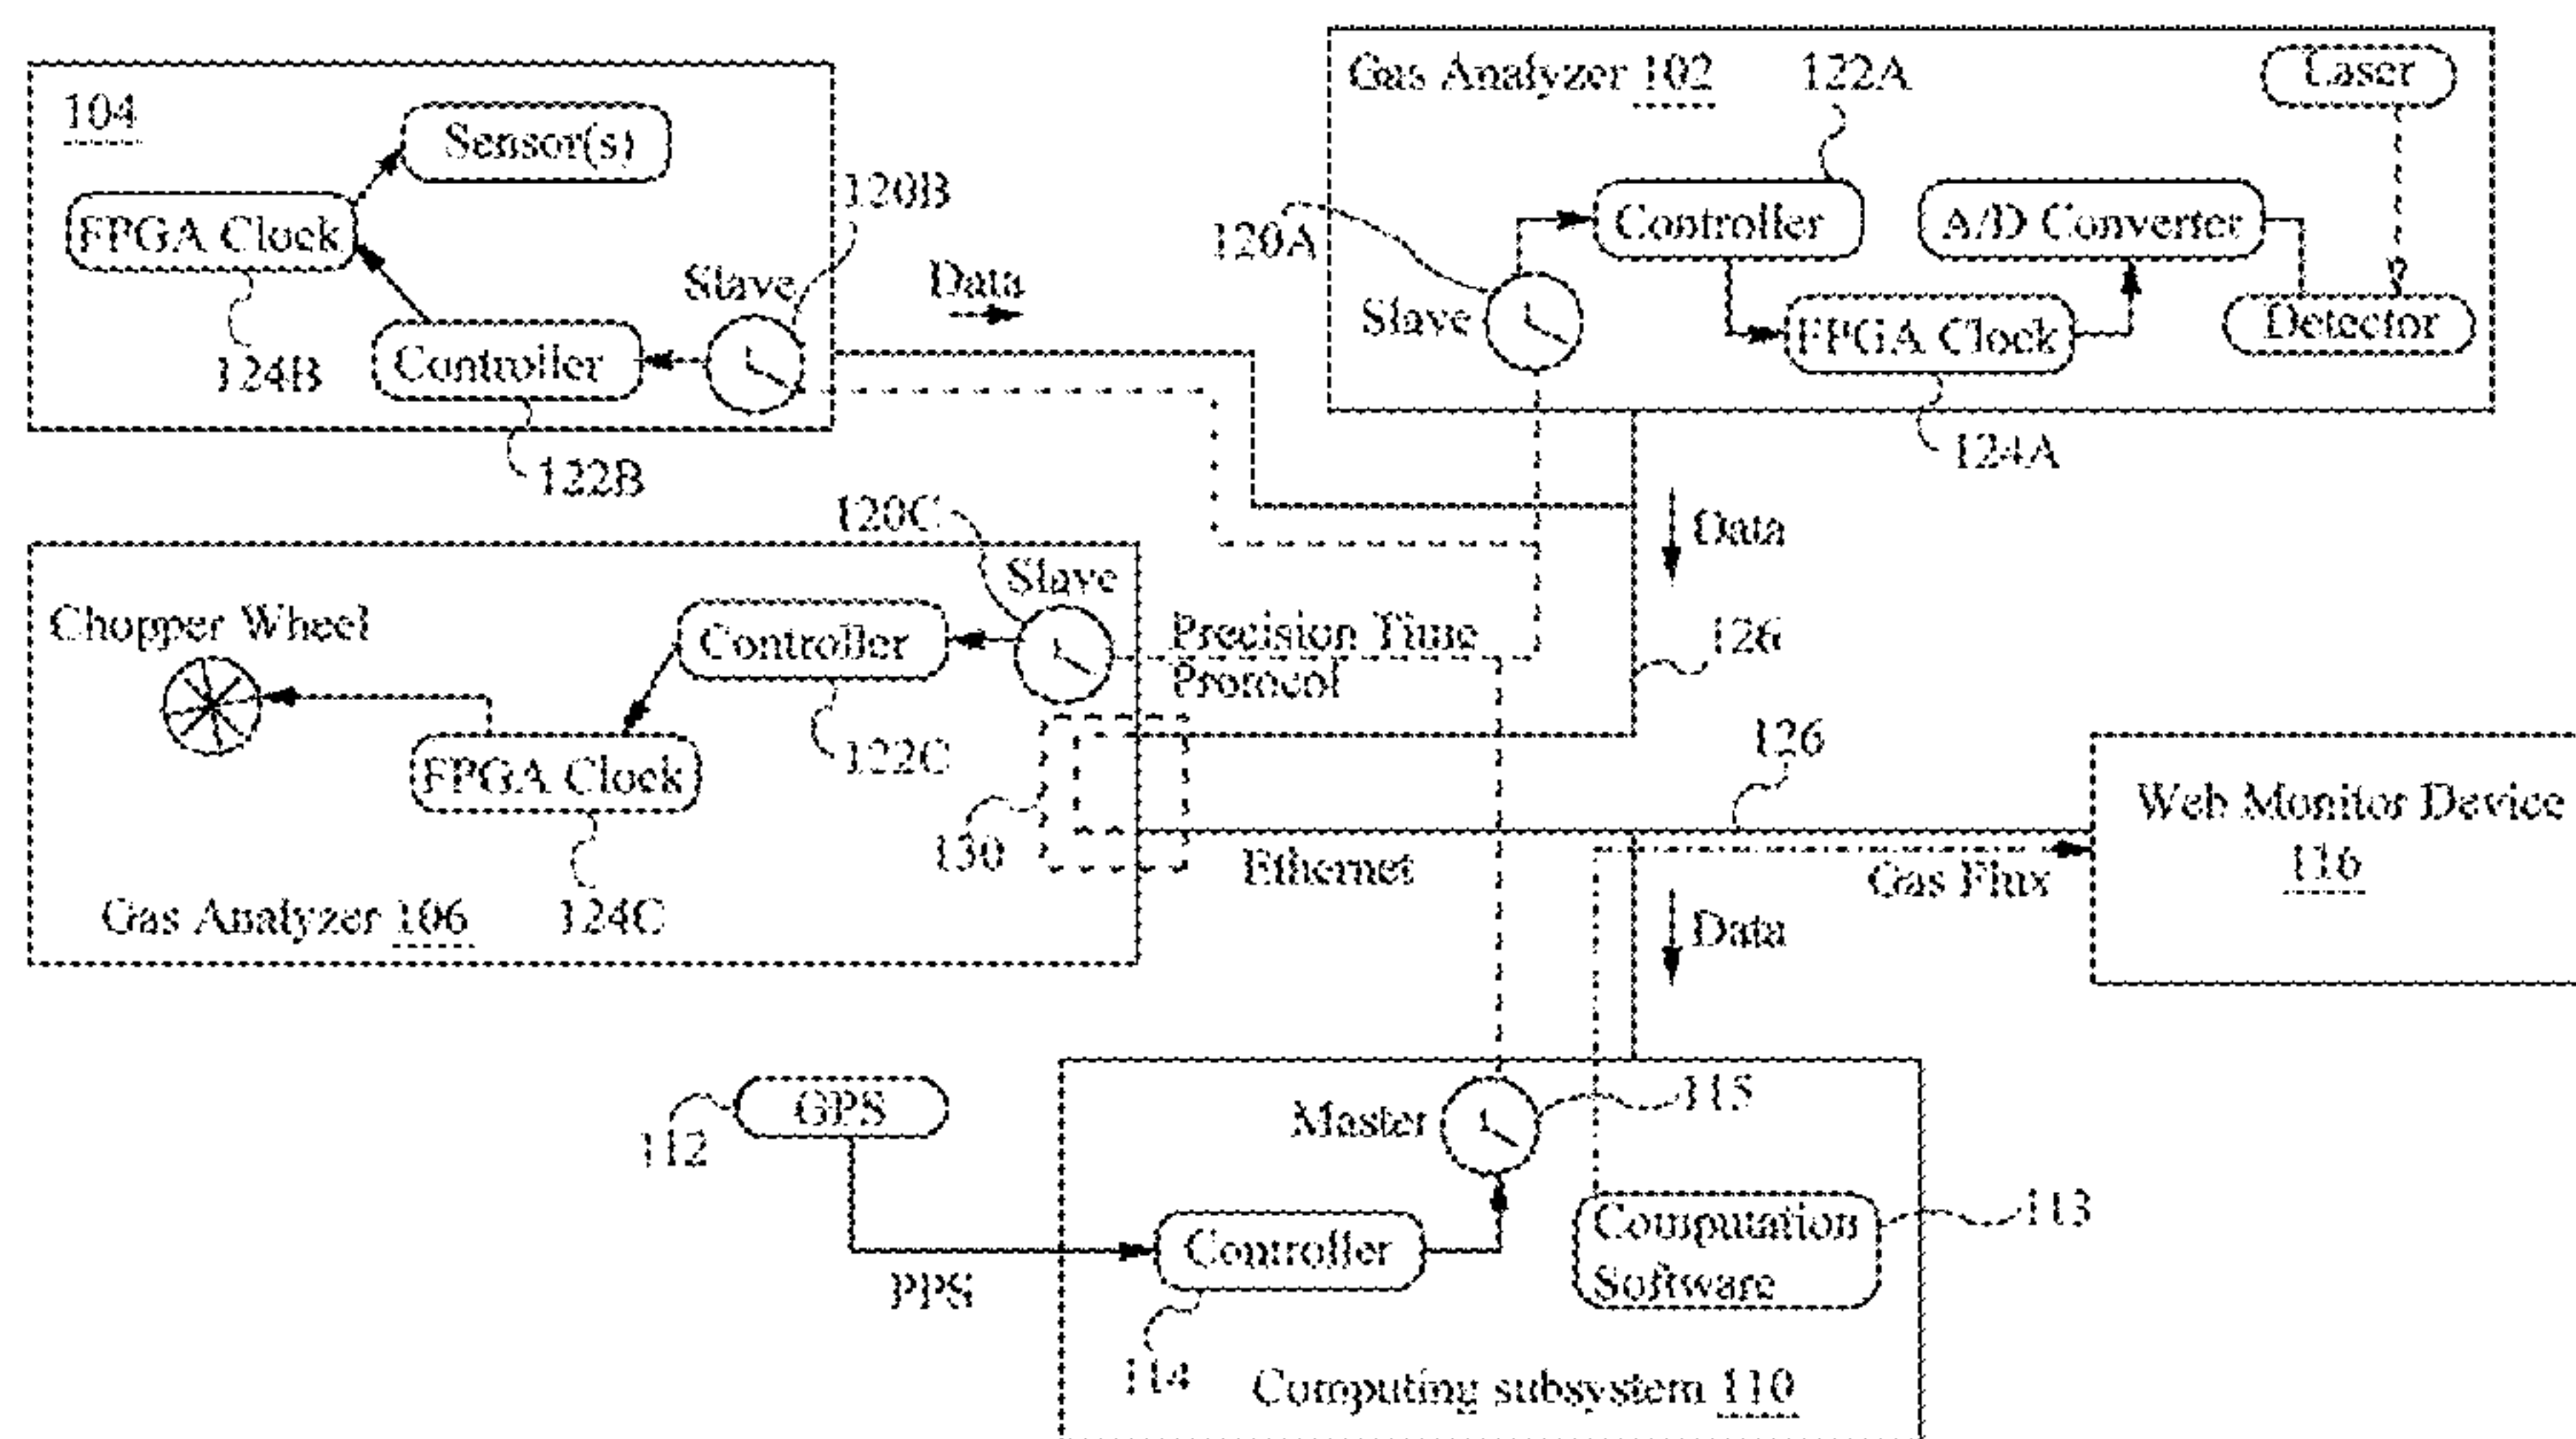 104
Sensor(s)
FPGA Clock
124B
Controller
122B
Slave
120B
Data
Gas Analyzer 102
122A
Laser
120A
Controller
A/D Converter
Slave
FPGA Clock
Detector
124A
Data
126
120C
Slave
Chopper Wheel
Controller
Precision Time
Protocol
122C
FPGA Clock
130
124C
Gas Analyzer 106
Ethernet
126
Web Monitor Device
116
Gas Flux
Data
GPS
112
PPS
Master
115
Controller
114
Computation
Software
113
Computing subsystem 110